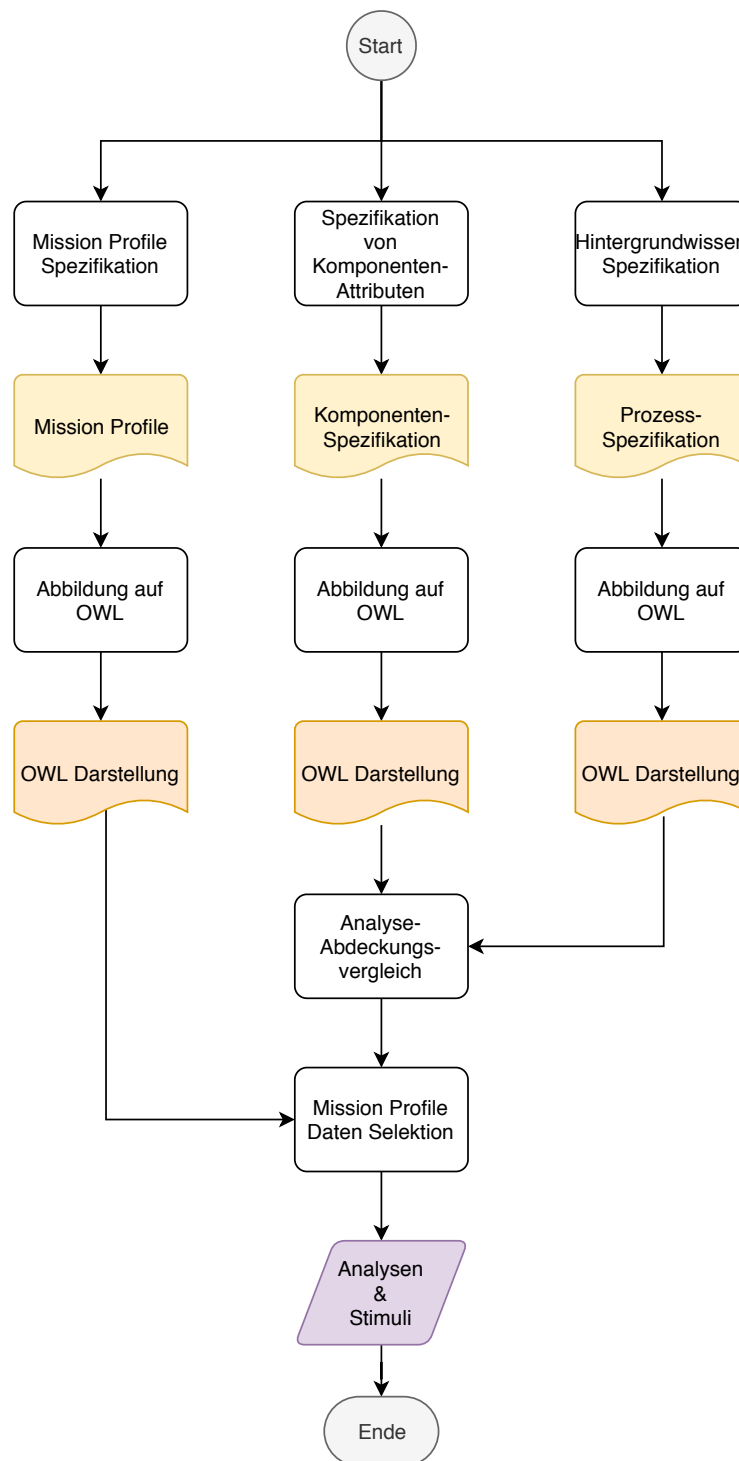 Start
Mission Profile
Spezifikation
Spezifikation
von
Komponenten-
Attributen
Hintergrundwissen
Spezifikation
Mission Profile
Komponenten-
Spezifikation
Prozess-
Spezifikation
Abbildung auf
OWL
Abbildung auf
OWL
Abbildung auf
OWL
OWL Darstellung
OWL Darstellung
OWL Darstellung
Analyse-
Abdeckungs-
vergleich
Mission Profile
Daten Selektion
Analysen
&
Stimuli
Ende